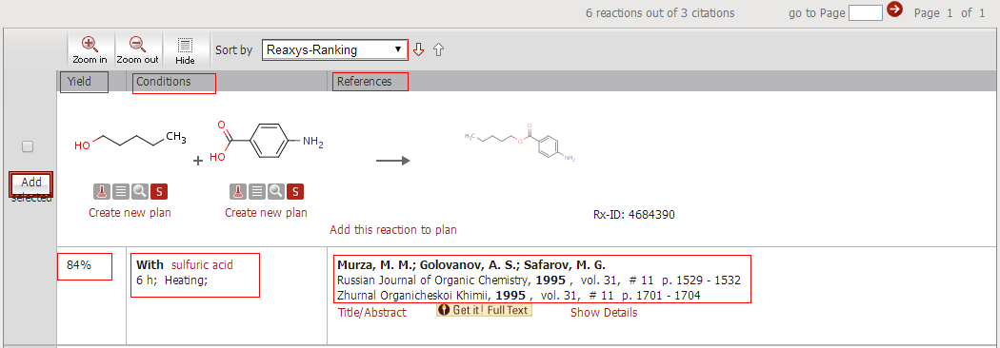 6 reactions out of 3 citations go to Page Page 1 of 1
Zoom in Zoom out Hide Sort by Reaxys-Ranking
Yield Conditions References
HO CH3 + O HO NH2 H3C O O NH2
Add
selected
S S
Create new plan Create new plan
Rx-ID: 4684390
Add this reaction to plan
84% With sulfuric acid Murza, M. M.; Golovanov, A. S.; Safarov, M. G.
6 h; Heating; Russian Journal of Organic Chemistry, 1995 , vol. 31, # 11 p. 1529 - 1532
Zhurnal Organicheskoi Khimii, 1995 , vol. 31, # 11 p. 1701 - 1704
Title/Abstract Get it! Full Text Show Details